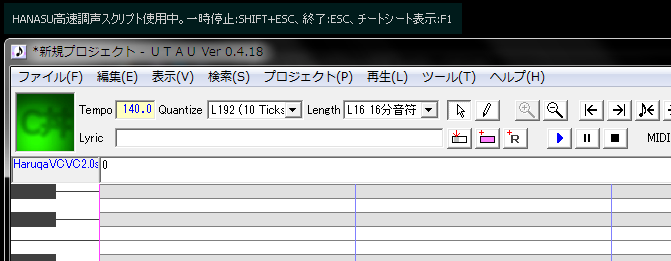 HANASU高速調声スクリプト使用中。一時停止:SHIFT+ESC、終了:ESC、チートシート表示:F1
*新規プロジェクト - UTAU Ver 0.4.18
ファイル(F) 編集(E) 表示(V) 検索(S) プロジェクト(P) 再生(L) ツール(T) ヘルプ(H)
Tempo 140.0 Quantize L192 (10 Ticks Length L16 16分音符
Lyric
R
MIDI
HaruqaVCVC2.0s 0